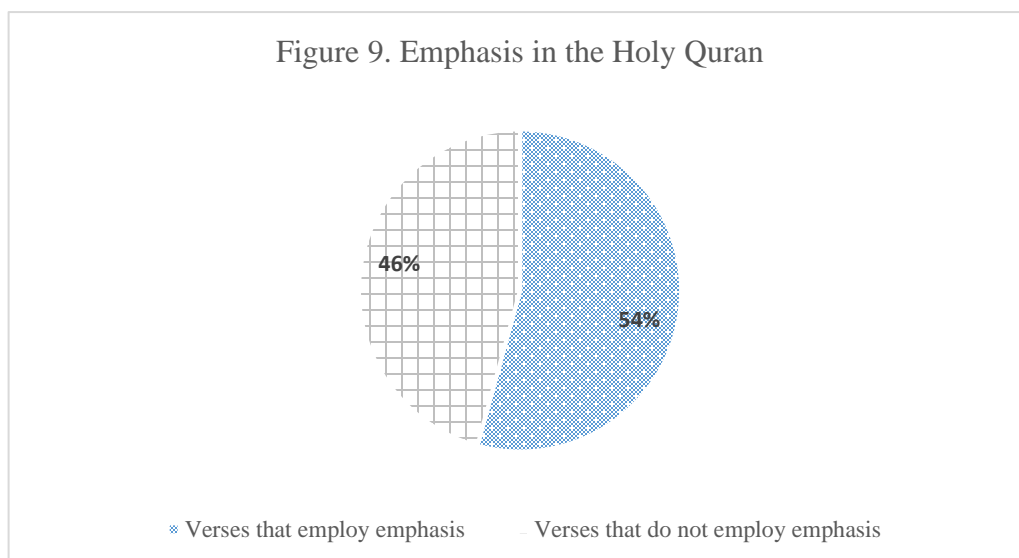 Figure 9. Emphasis in the Holy Quran
46%
54%
Verses that employ emphasis
Verses that do not employ emphasis